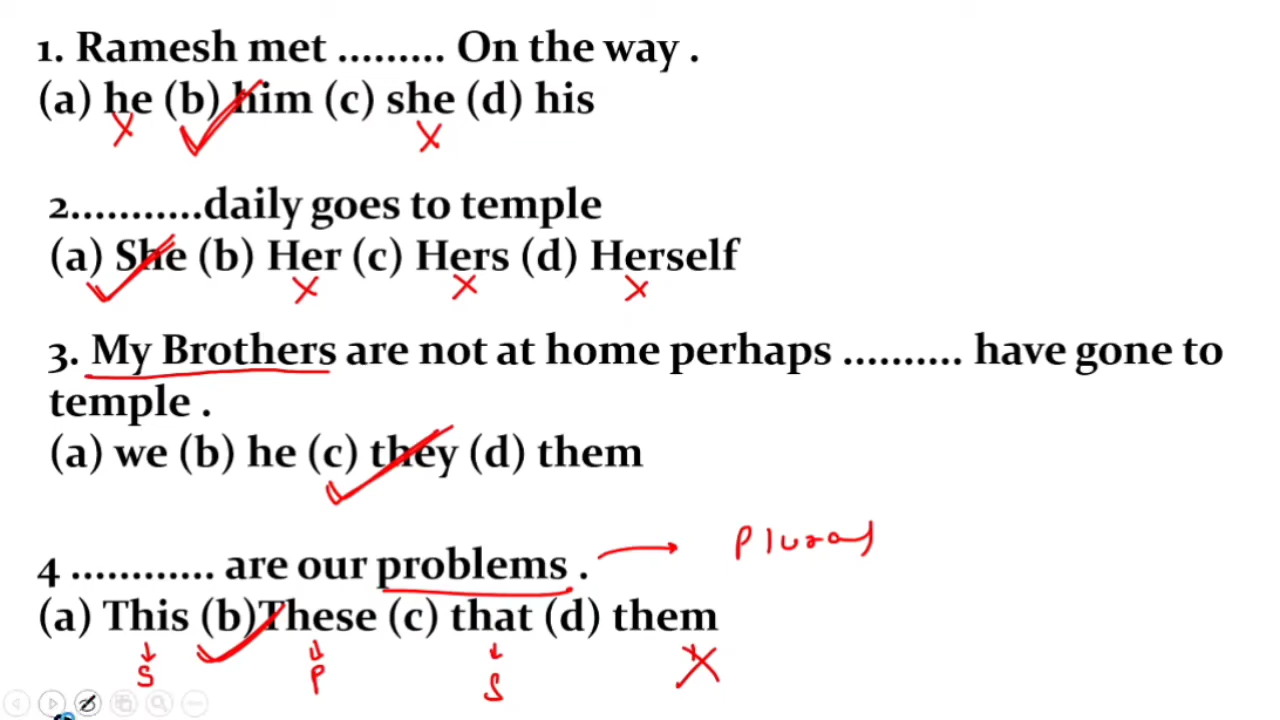 1. Ramesh met ......... On the way .
(a) he (b) him (c) she (d) his
X X
2...........daily goes to temple
(a) She (b) Her (c) Hers (d) Herself
X X X
3. My Brothers are not at home perhaps .......... have gone to
temple .
(a) we (b) he (c) they (d) them
4 ............ are our problems . Plural
(a) This (b)These (c) that (d) them
S P S X